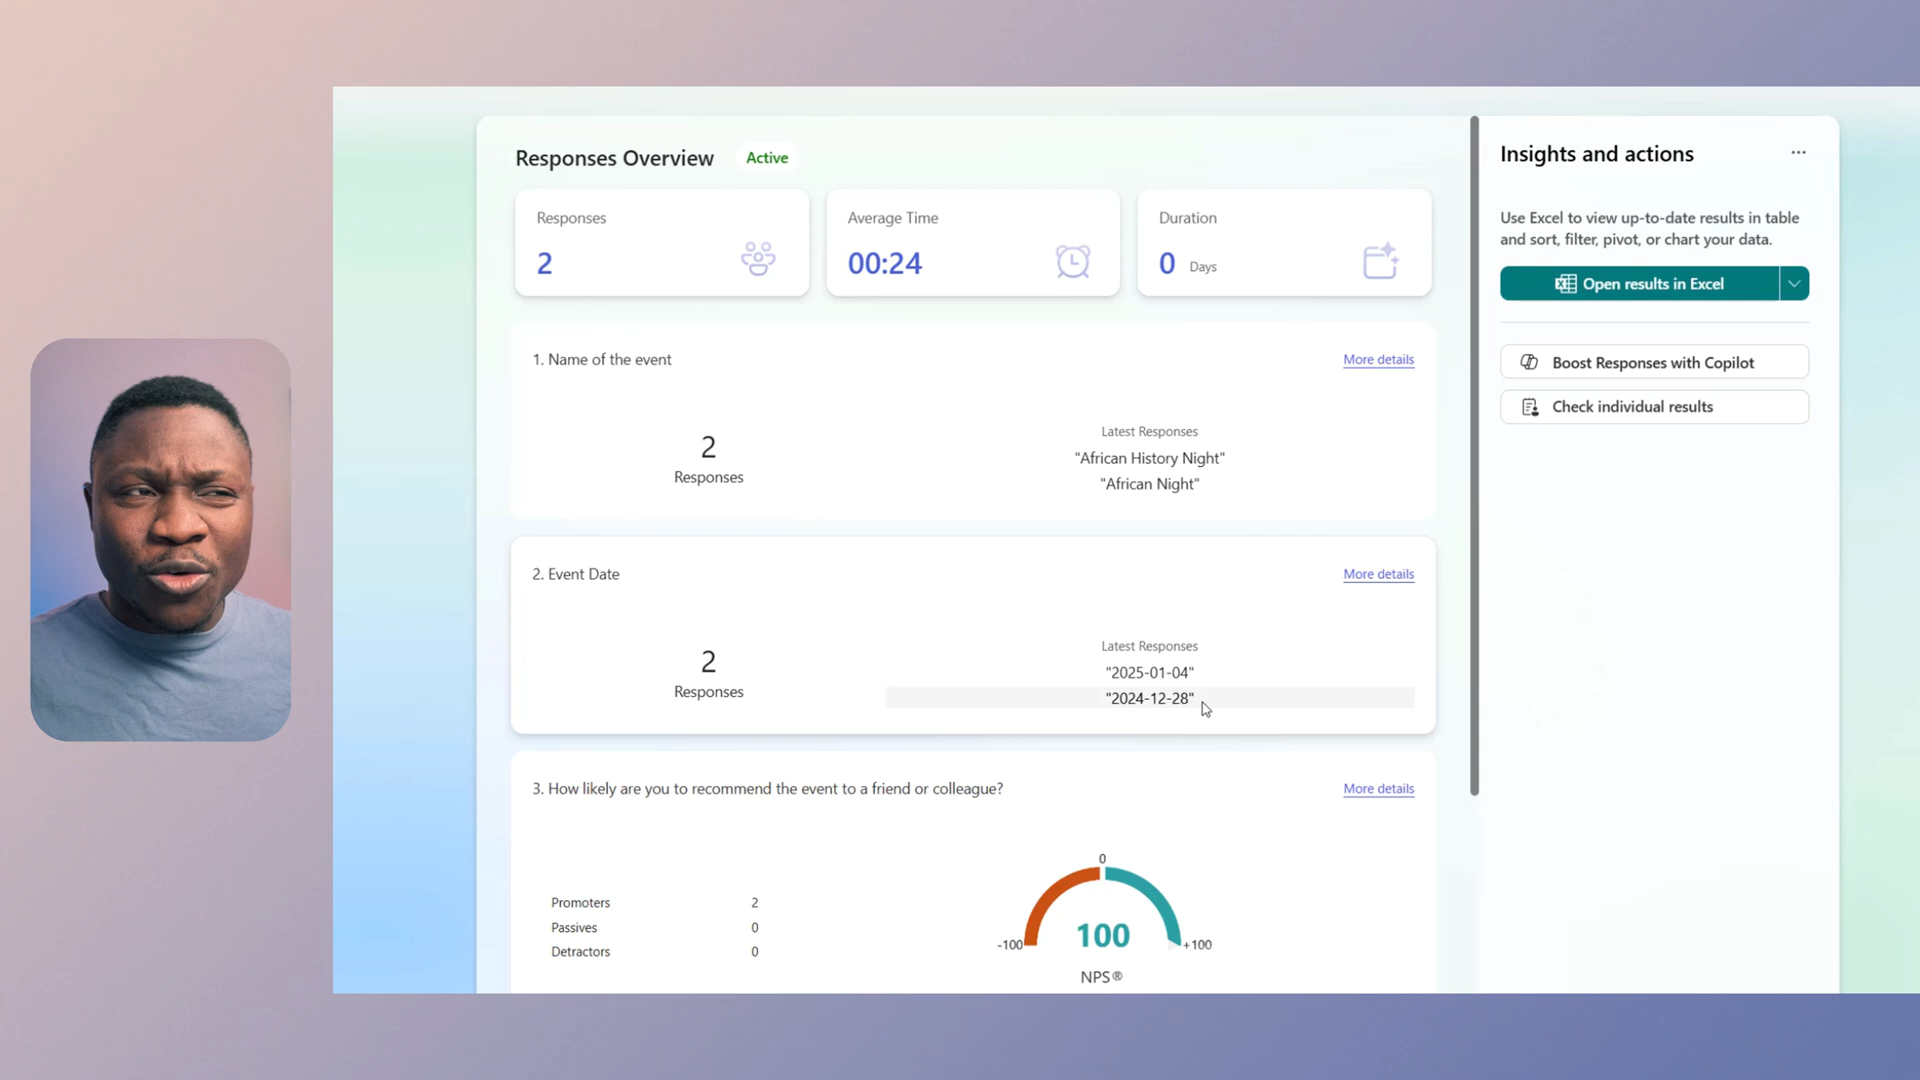 Responses Overview
Active
Responses
2
Average Time
00:24
Duration
0 Days
1. Name of the event
More details
2
Responses
Latest Responses
"African History Night"
"African Night"
2. Event Date
More details
2
Responses
Latest Responses
"2025-01-04"
"2024-12-28"
3. How likely are you to recommend the event to a friend or colleague?
More details
Promoters 2
Passives 0
Detractors 0
0
-100
100
+100
NPS®
Insights and actions
Use Excel to view up-to-date results in table
and sort, filter, pivot, or chart your data.
Open results in Excel
Boost Responses with Copilot
Check individual results